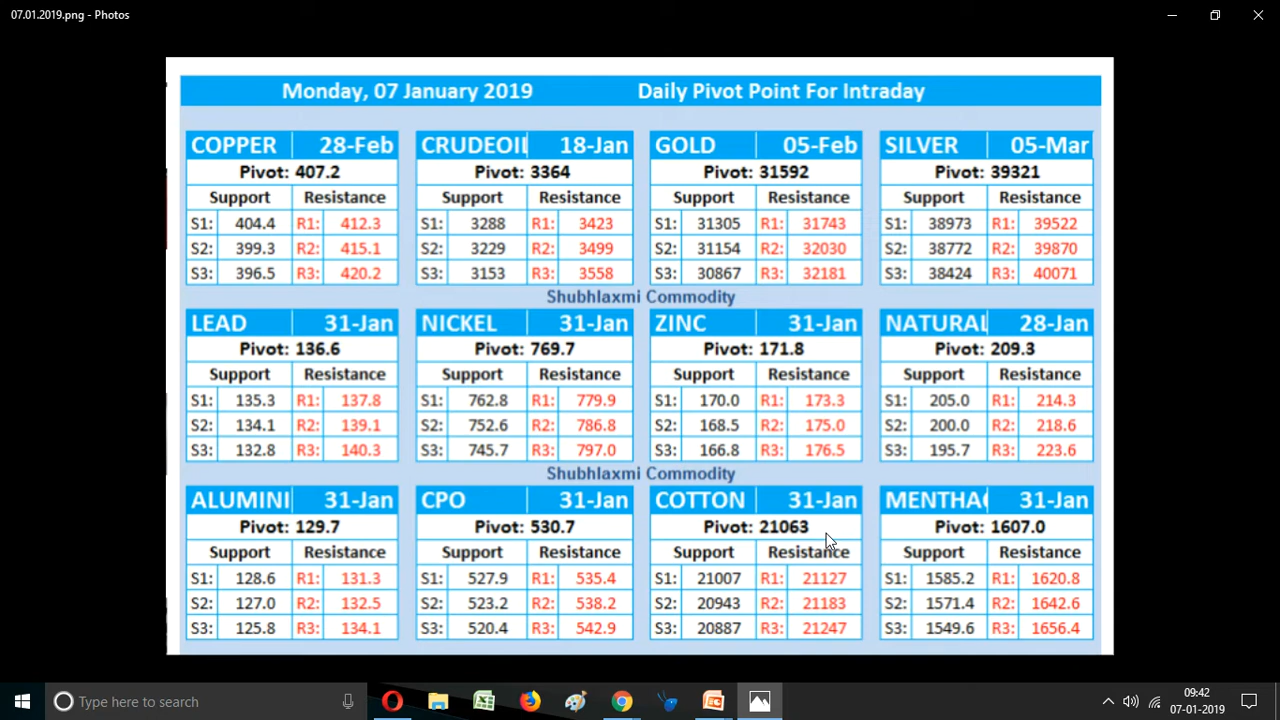 07.01.2019.png - Photos
Monday, 07 January 2019 Daily Pivot Point For Intraday
COPPER 28-Feb CRUDEOIL 18-Jan GOLD 05-Feb SILVER 05-Mar
Pivot: 407.2 Pivot: 3364 Pivot: 31592 Pivot: 39321
Support Resistance Support Resistance Support Resistance Support Resistance
S1: 404.4 R1: 412.3 S1: 3288 R1: 3423 S1: 31305 R1: 31743 S1: 38973 R1: 39522
S2: 399.3 R2: 415.1 S2: 3229 R2: 3499 S2: 31154 R2: 32030 S2: 38772 R2: 39870
S3: 396.5 R3: 420.2 S3: 3153 R3: 3558 S3: 30867 R3: 32181 S3: 38424 R3: 40071
Shubhlaxmi Commodity
LEAD 31-Jan NICKEL 31-Jan ZINC 31-Jan NATURAL 28-Jan
Pivot: 136.6 Pivot: 769.7 Pivot: 171.8 Pivot: 209.3
Support Resistance Support Resistance Support Resistance Support Resistance
S1: 135.3 R1: 137.8 S1: 762.8 R1: 779.9 S1: 170.0 R1: 173.3 S1: 205.0 R1: 214.3
S2: 134.1 R2: 139.1 S2: 752.6 R2: 786.8 S2: 168.5 R2: 175.0 S2: 200.0 R2: 218.6
S3: 132.8 R3: 140.3 S3: 745.7 R3: 797.0 S3: 166.8 R3: 176.5 S3: 195.7 R3: 223.6
Shubhlaxmi Commodity
ALUMINI 31-Jan CPO 31-Jan COTTON 31-Jan MENTHAO 31-Jan
Pivot: 129.7 Pivot: 530.7 Pivot: 21063 Pivot: 1607.0
Support Resistance Support Resistance Support Resistance Support Resistance
S1: 128.6 R1: 131.3 S1: 527.9 R1: 535.4 S1: 21007 R1: 21127 S1: 1585.2 R1: 1620.8
S2: 127.0 R2: 132.5 S2: 523.2 R2: 538.2 S2: 20943 R2: 21183 S2: 1571.4 R2: 1642.6
S3: 125.8 R3: 134.1 S3: 520.4 R3: 542.9 S3: 20887 R3: 21247 S3: 1549.6 R3: 1656.4
Type here to search
09:42
07-01-2019